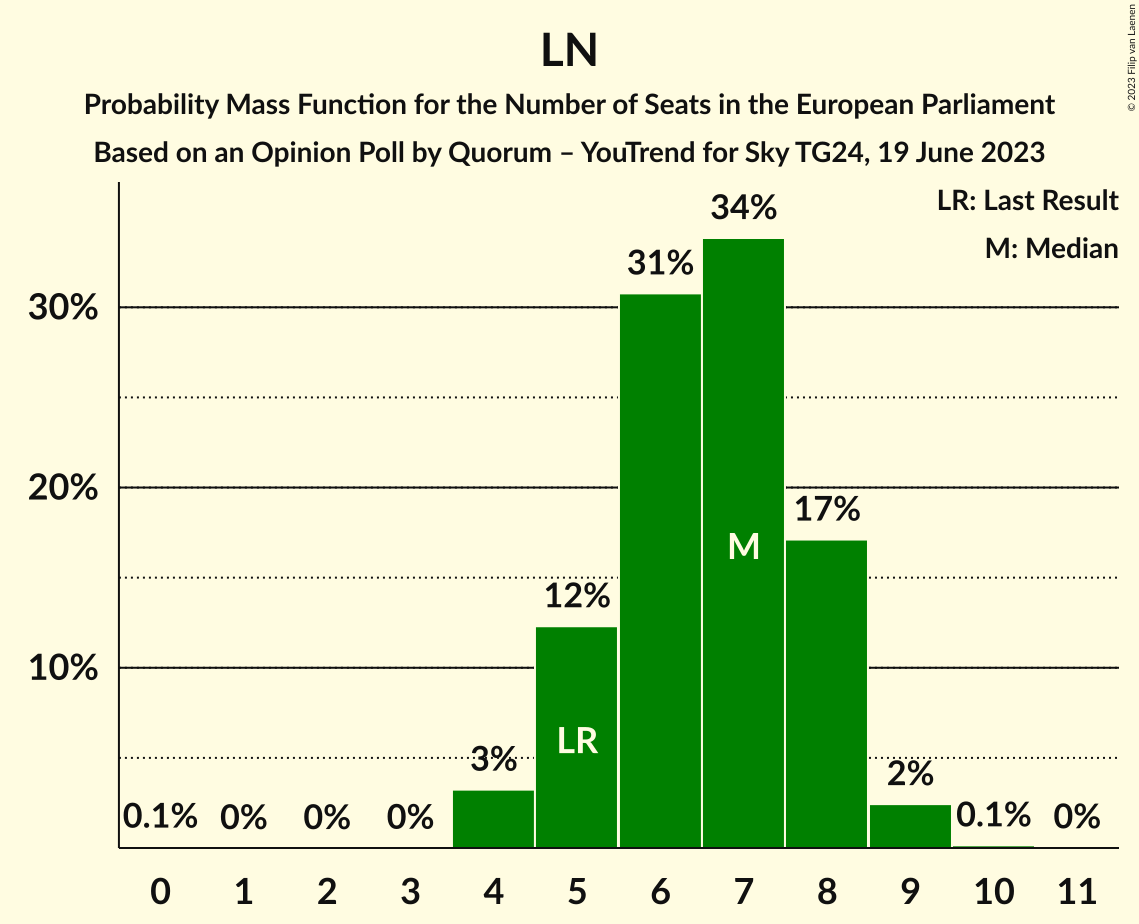 LN
Probability Mass Function for the Number of Seats in the European Parliament
Based on an Opinion Poll by Quorum – YouTrend for Sky TG24, 19 June 2023
© 2023 Filip van Laenen
LR: Last Result
M: Median
30%
20%
10%
0.1%
0%
0%
0%
3%
12%
31%
34%
17%
2%
0.1%
0%
LR
M
0 1 2 3 4 5 6 7 8 9 10 11